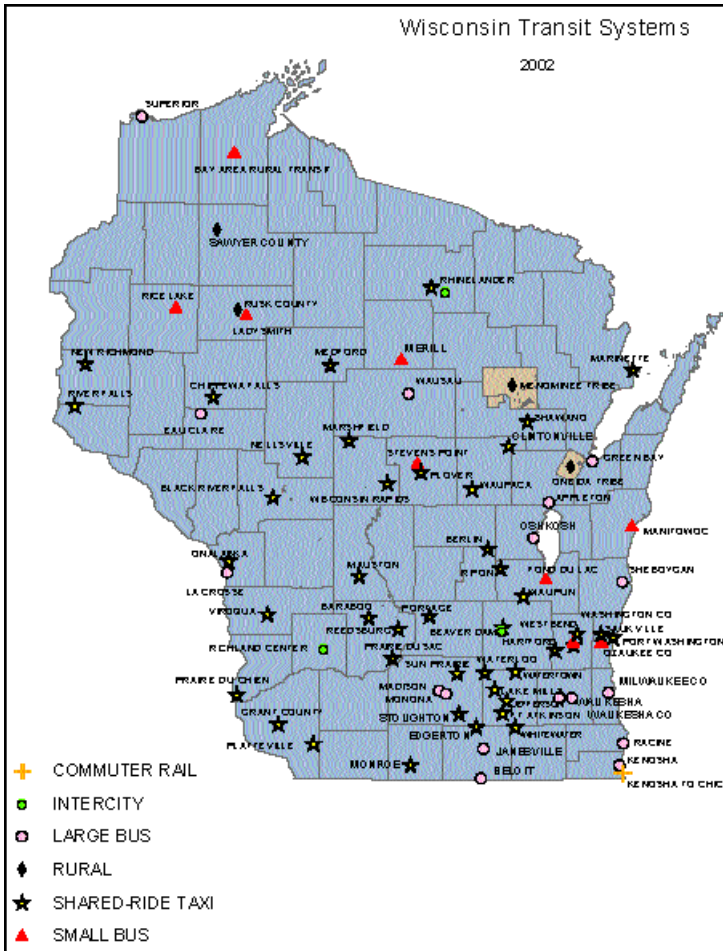 Wisconsin Transit Systems
2002
SUPERIOR
BAY AREA RURAL TRANSIT
SAWYER COUNTY
RHINELANDER
RICE LAKE
RUSK COUNTY
LADYSMITH
NEW RICHMOND
MEDFORD
MERILL
MARINETTE
RIVER FALLS
CHIPPEWA FALLS
WAUSAU
MENOMINEE TRIBE
EAU CLAIRE
MARSHFIELD
SHAWANO
NEILLSVILLE
CLINTONVILLE
STEVENS POINT
GREEN BAY
PLOVER
BLACK RIVER FALLS
WISCONSIN RAPIDS
WAUPACA
ONEIDA TRIBE
APPLETON
OSHKOSH
MANITOWOC
ONALASKA
BERLIN
MAUSTON
RIPON
FOND DU LAC
SHEBOYGAN
LA CROSSE
WAUPUN
VIROQUA
BARABOO
PORTAGE
WASHINGTON CO
REEDSBURG
BEAVER DAM
WEST BEND
SAUKVILLE
HARTFORD
PORT WASHINGTON
RICHLAND CENTER
PRAIRIE DU SAC
OZAUKEE CO
SUN PRAIRIE
WATERLOO
WATERTOWN
PRAIRIE DU CHIEN
MADISON
LAKE MILLS
MILWAUKEE CO
MONONA
JEFFERSON
WAUKESHA
GRANT COUNTY
STOUGHTON
FT ATKINSON
WAUKESHA CO
EDGERTON
WHITEWATER
PLATTEVILLE
JANESVILLE
RACINE
MONROE
BELOIT
KENOSHA
KENOSHA TO CHIC
COMMUTER RAIL
INTERCITY
LARGE BUS
RURAL
SHARED-RIDE TAXI
SMALL BUS